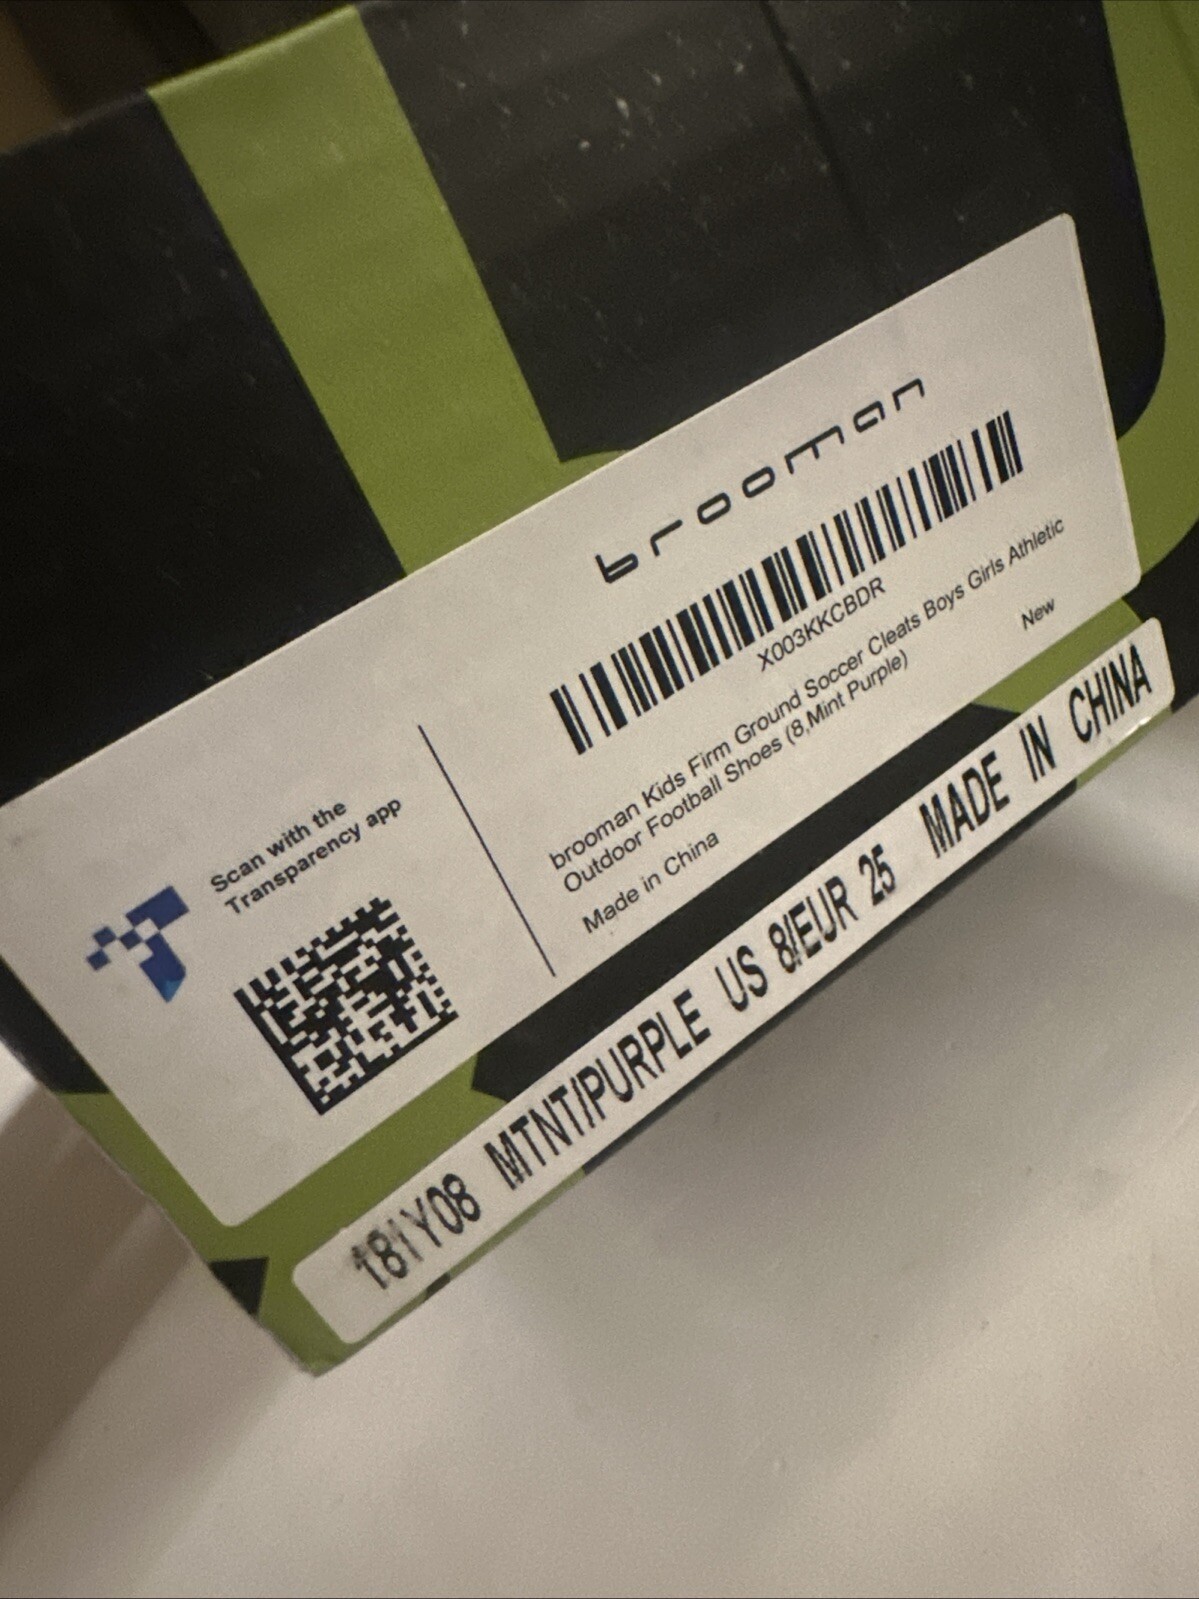 brooman
X003KKCBDR
brooman Kids Firm Ground Soccer Cleats Boys Girls Athletic
Outdoor Football Shoes (8,Mint Purple)
New
Made in China
Scan with the
Transparency app
181Y08 MTNT/PURPLE US 8/EUR 25 MADE IN CHINA